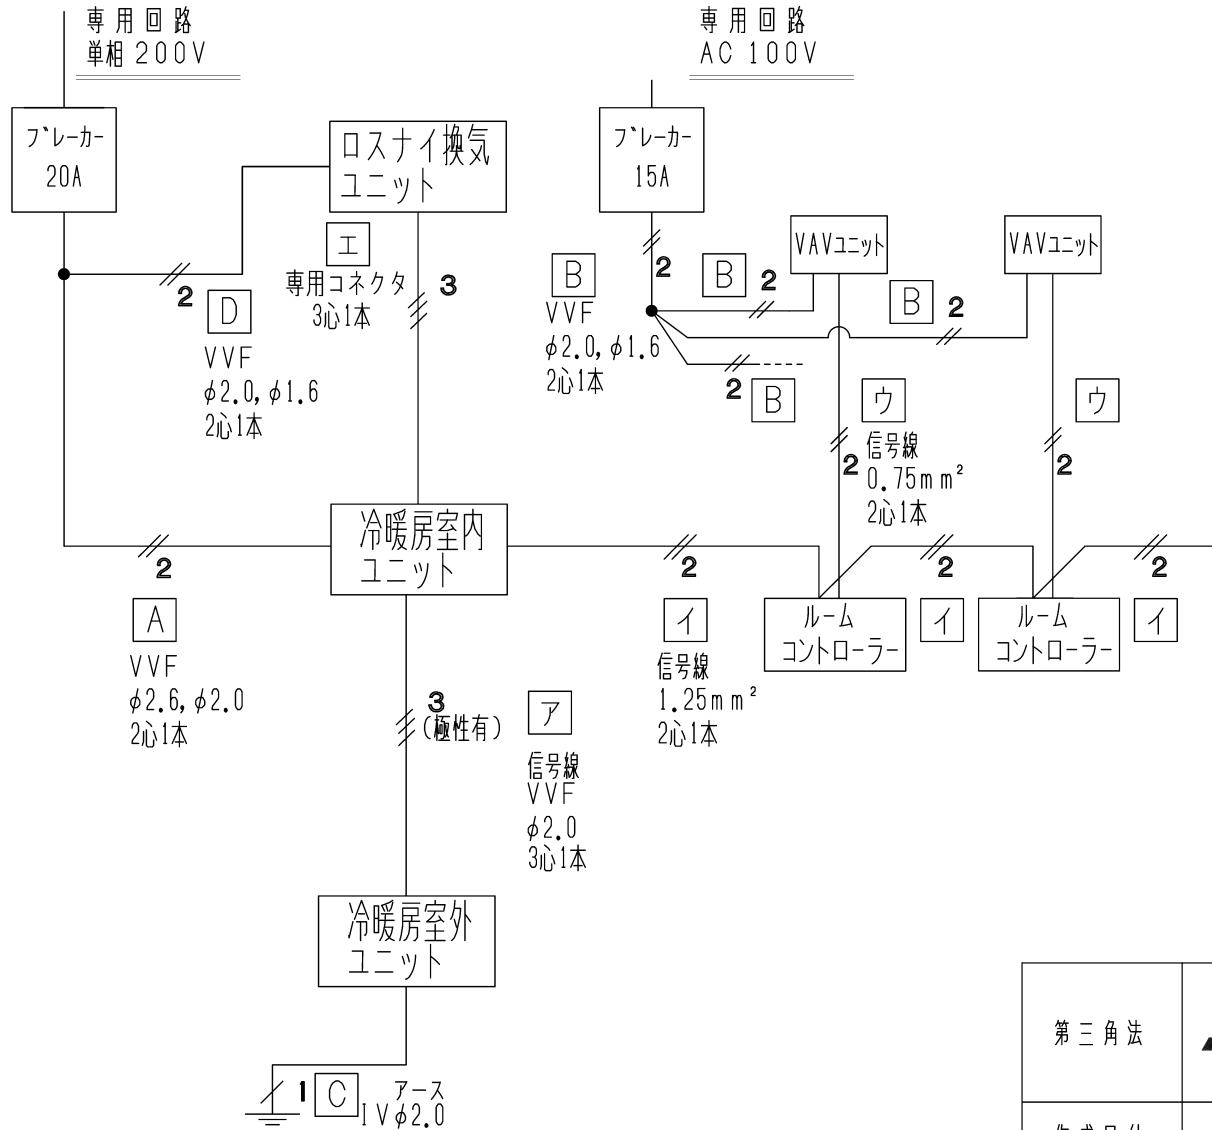 専用回路
単相 200V
専用回路
AC 100V
ブレーカー
20A
ロスナイ換気
ユニット
ブレーカー
15A
VAVユニット
VAVユニット
エ
専用コネクタ
3心1本
3
2
D
VVF
φ2.0,φ1.6
2心1本
B
VVF
φ2.0,φ1.6
2心1本
2
B
2
B
2
2
B
ウ
2
信号線
0.75mm²
2心1本
ウ
2
冷暖房室内
ユニット
2
A
VVF
φ2.6,φ2.0
2心1本
2
イ
信号線
1.25mm²
2心1本
ルーム
コントローラー
2
イ
ルーム
コントローラー
2
イ
3
(極性有)
ア
信号線
VVF
φ2.0
3心1本
冷暖房室外
ユニット
1
C
アース
IVφ2.0
第三角法